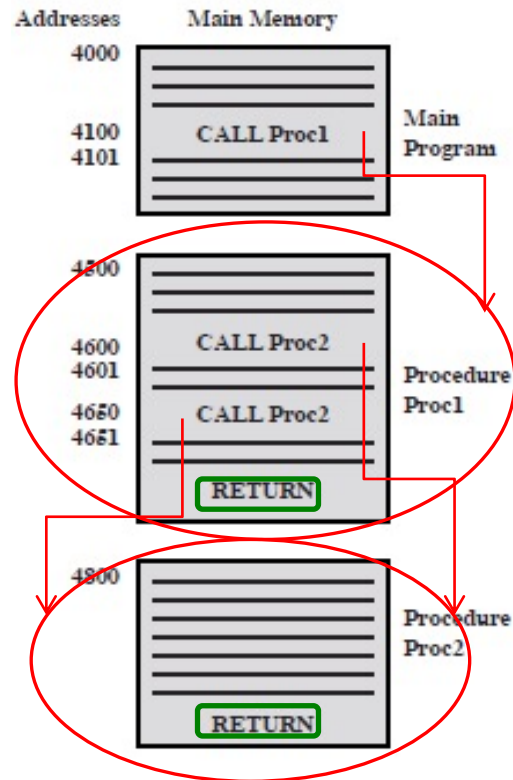 Addresses Main Memory
4000
4100 CALL Proc1 Main
4101 Program
4500
4600 CALL Proc2
4601 Procedure
4650 CALL Proc2 Proc1
4651
RETURN
4800
Procedure
Proc2
RETURN